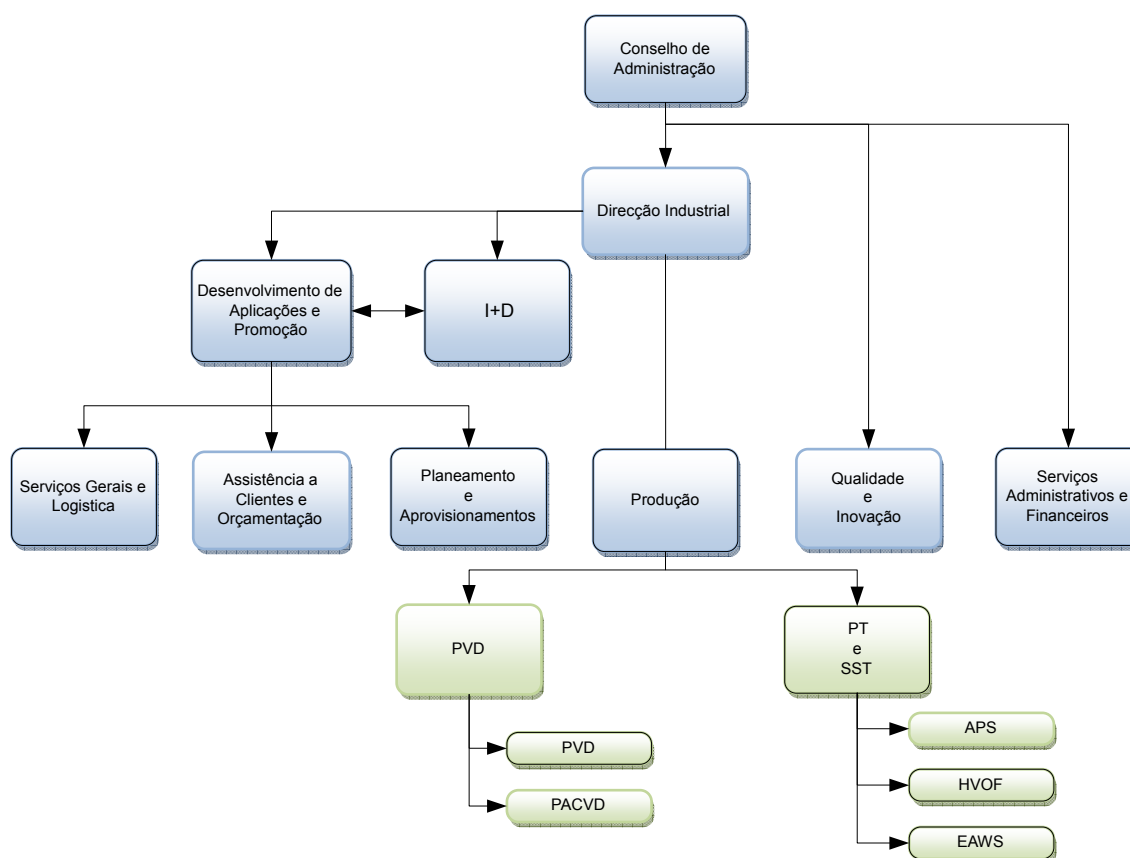 Conselho de
Administração
Direcção Industrial
Desenvolvimento de
Aplicações e
Promoção
I+D
Serviços Gerais e
Logistica
Assistência a
Clientes e
Orçamentação
Planeamento
e
Aprovisionamentos
Produção
Qualidade
e
Inovação
Serviços
Administrativos e
Financeiros
PVD
PT
e
SST
PVD
PACVD
APS
HVOF
EAWS